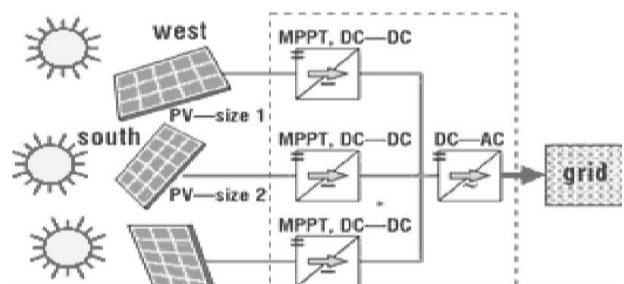 west
MPPT, DC—DC
PV—size 1
south
MPPT, DC—DC
DC—AC
grid
PV—size 2
MPPT, DC—DC